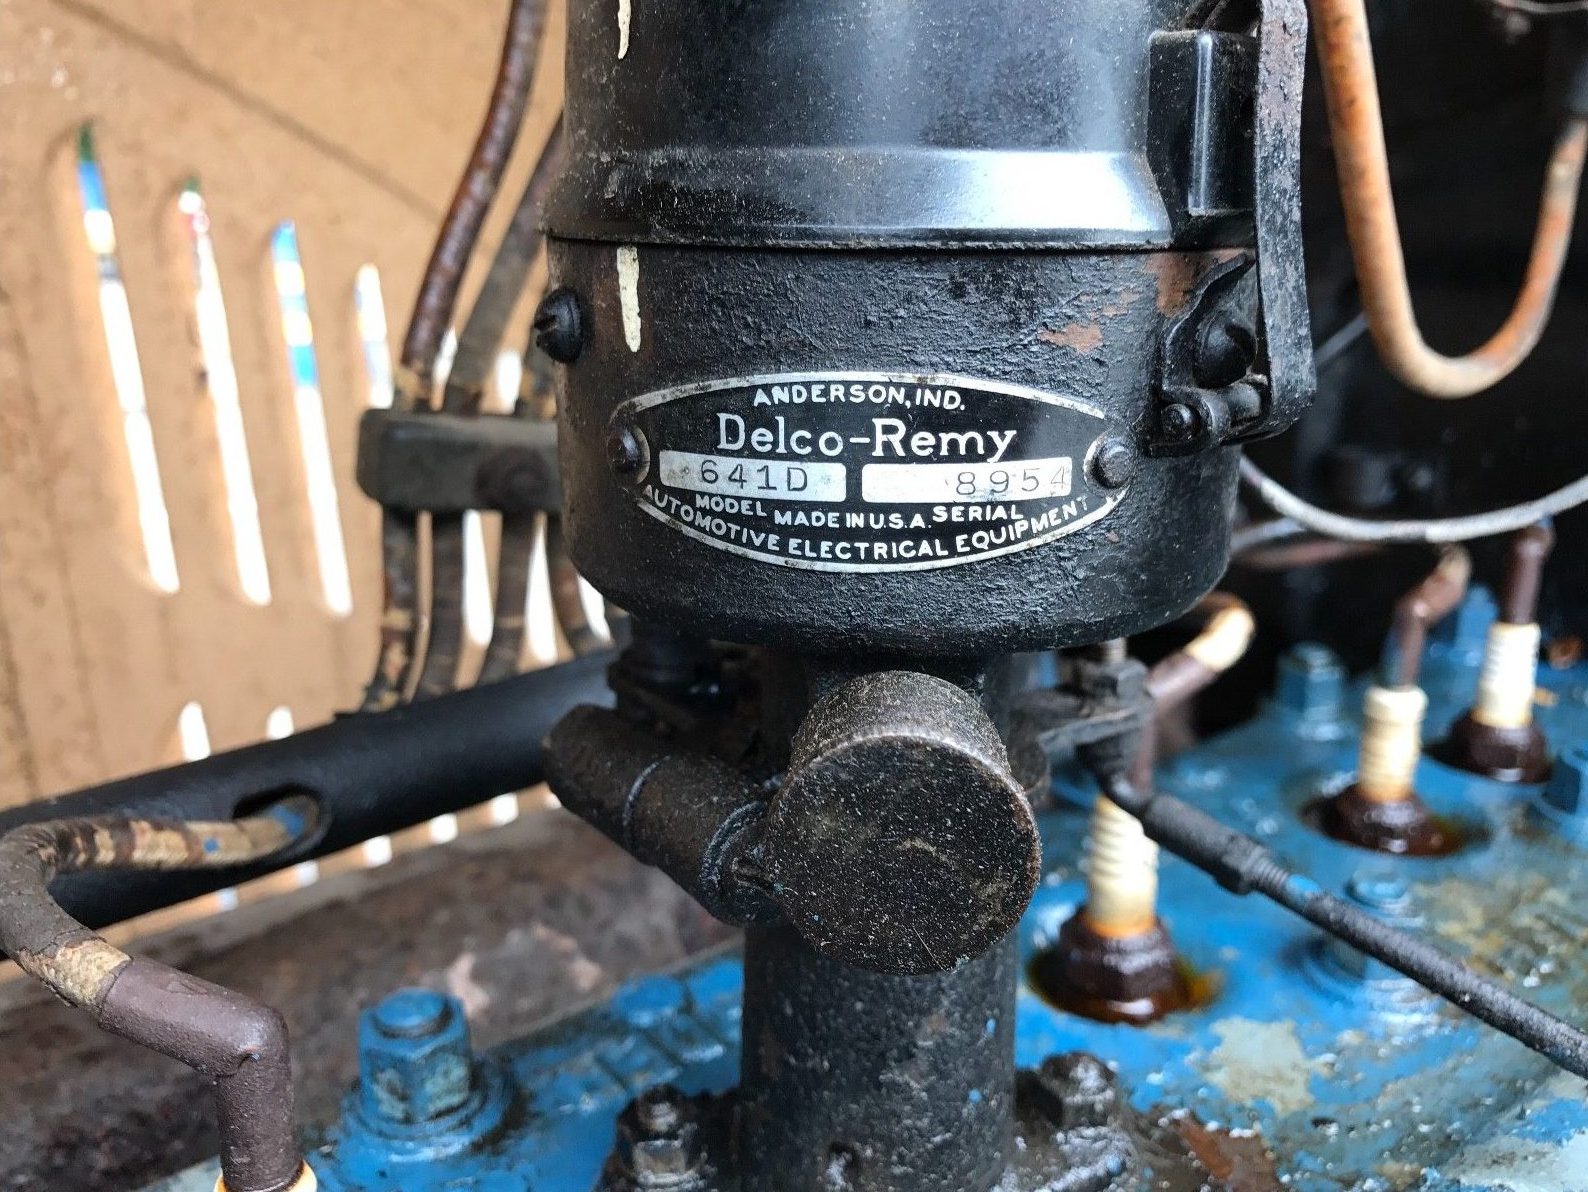 ANDERSON, IND.
Delco-Remy
641D 8954
MODEL MADE IN U.S.A. SERIAL
AUTOMOTIVE ELECTRICAL EQUIPMENT